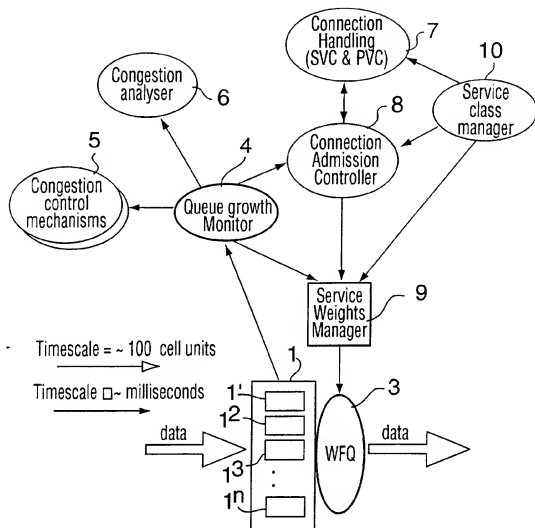 Connection
Handling
(SVC & PVC)
7
10
Service
class
manager
Congestion
analyser
6
8
Connection
Admission
Controller
5
Congestion
control
mechanisms
4
Queue growth
Monitor
Service
Weights
Manager
9
Timescale = ~ 100 cell units
Timescale □~ milliseconds
1
3
1'
1²
1³
1ⁿ
data
WFQ
data